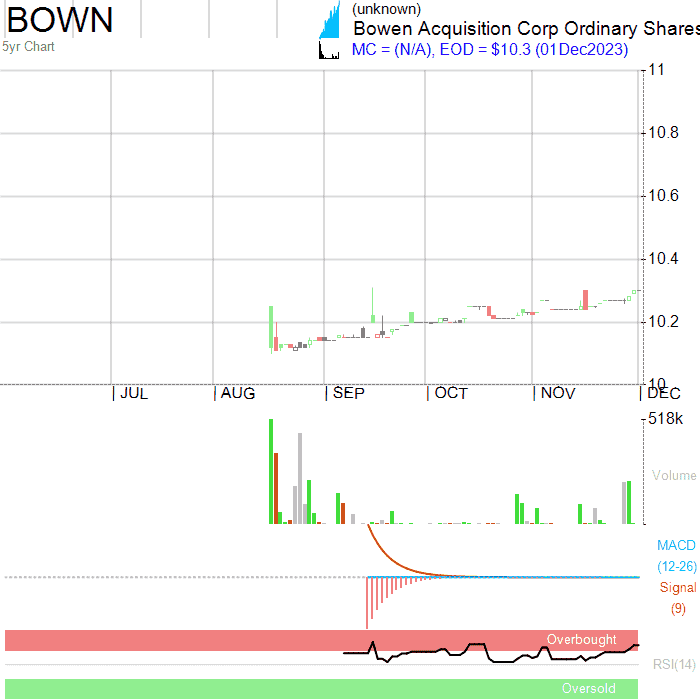 BOWN
5yr Chart
(unknown)
Bowen Acquisition Corp Ordinary Shares
MC = (N/A), EOD = $10.3 (01Dec2023)
11
10.8
10.6
10.4
10.2
10
JUL AUG SEP OCT NOV DEC
518k
Volume
MACD
(12-26)
Signal
(9)
Overbought
RSI(14)
Oversold